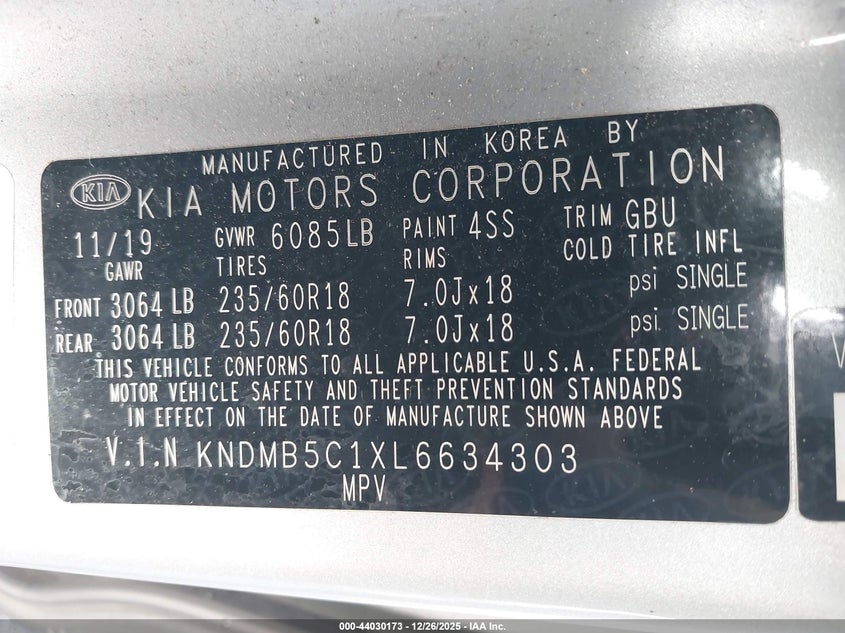 MANUFACTURED IN KOREA BY
KIA KIA MOTORS CORPORATION
11/19 GVWR 6085LB PAINT 4SS TRIM GBU
GAWR TIRES RIMS COLD TIRE INFL
FRONT 3064 LB 235/60R18 7.0Jx18 psi SINGLE
REAR 3064 LB 235/60R18 7.0Jx18 psi SINGLE
THIS VEHICLE CONFORMS TO ALL APPLICABLE U.S.A. FEDERAL
MOTOR VEHICLE SAFETY AND THEFT PREVENTION STANDARDS
IN EFFECT ON THE DATE OF MANUFACTURE SHOWN ABOVE
V.I.N KNDMB5C1XL6634303
MPV
V
000-44030173 - 12/26/2025 - IAA Inc.